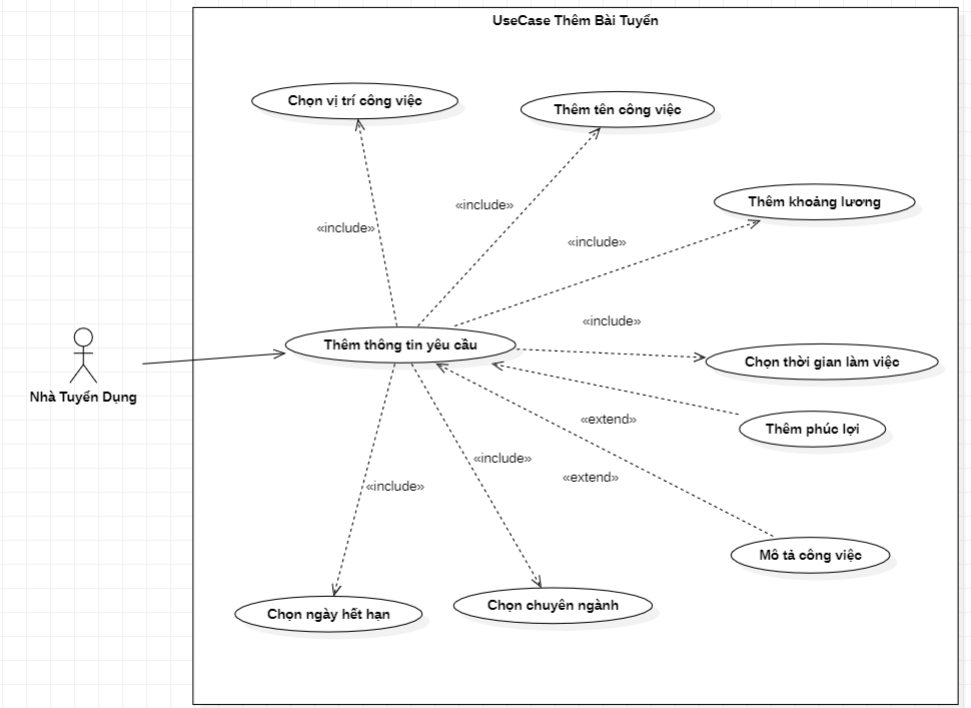 UseCase Thêm Bài Tuyển
Chọn vị trí công việc
Thêm tên công việc
Thêm khoảng lương
«include»
«include»
«include»
«include»
Thêm thông tin yêu cầu
Chọn thời gian làm việc
Nhà Tuyển Dụng
«extend»
Thêm phúc lợi
«include»
«extend»
«include»
Mô tả công việc
Chọn ngày hết hạn
Chọn chuyên ngành